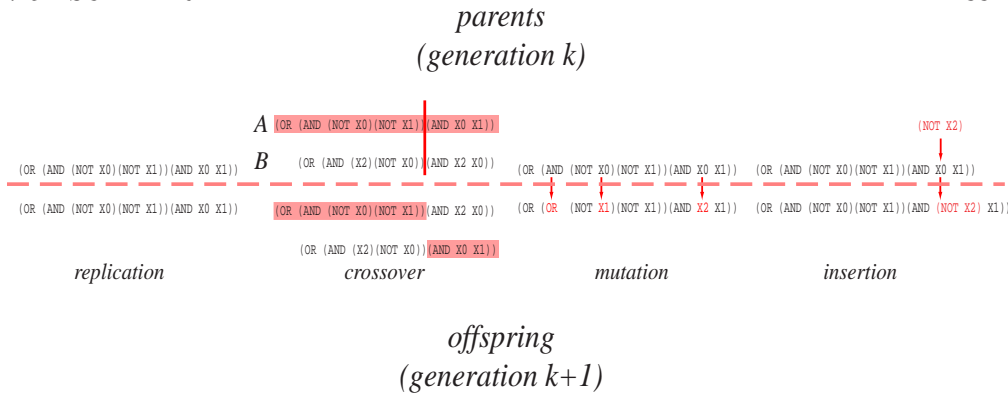 parents
(generation k)
A (OR (AND (NOT X0)(NOT X1))(AND X0 X1))
(NOT X2)
B (OR (AND (X2)(NOT X0))(AND X2 X0))
(OR (AND (NOT X0)(NOT X1))(AND X0 X1))
(OR (AND (NOT X0)(NOT X1))(AND X0 X1))
(OR (AND (NOT X0)(NOT X1))(AND X0 X1))
(OR (AND (NOT X0)(NOT X1))(AND X0 X1))
(OR (AND (NOT X0)(NOT X1))(AND X2 X0))
(OR (OR (NOT X1)(NOT X1))(AND X2 X1))
(OR (AND (NOT X0)(NOT X1))(AND (NOT X2) X1))
(OR (AND (X2)(NOT X0))(AND X0 X1))
replication
crossover
mutation
insertion
offspring
(generation k+1)